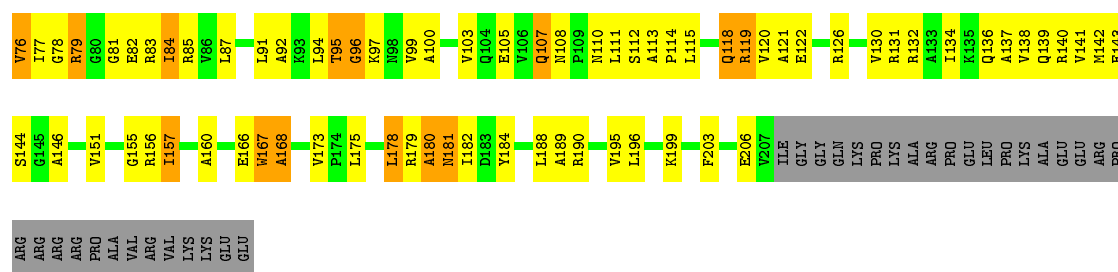 V76 I77 G78 R79 G80 G81 E82 R83 I84 R85 V86 L87 L91 A92 K93 L94 T95 G96 K97 N98 V99 A100 V103 Q104 E105 V106 Q107 N108 P109 N110 L111 S112 A113 P114 L115 Q118 R119 V120 A121 E122 R126 V130 R131 R132 A133 I134 K135 Q136 A137 V138 Q139 R140 V141 M142
S144 G145 A146 V151 G155 R156 I157 A160 E166 W167 A168 V173 P174 L175 L178 R179 A180 N181 I182 D183 Y184 L188 A189 R190 V195 L196 K199 F203 E206 V207 ILE GLY GLY GLN LYS PRO LYS ALA ARG PRO GLU LEU PRO LYS ALA GLU GLU ARG PRO
ARG ARG ARG ARG PRO ALA VAL ARG VAL LYS LYS GLU GLU